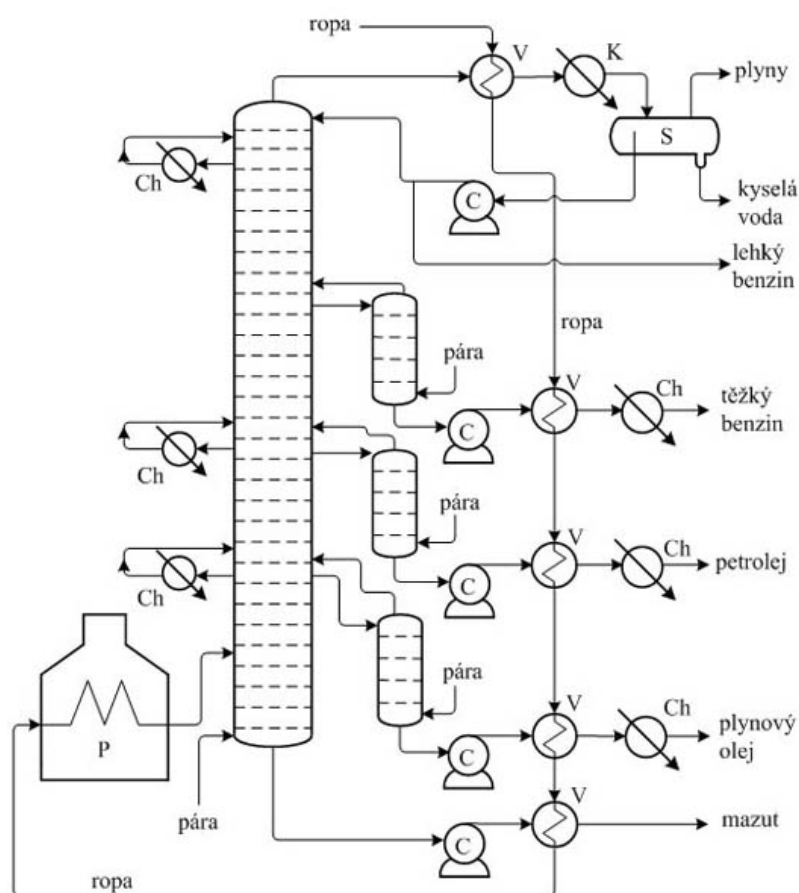 ropa
V
K
plyny
S
Ch
C
kyselá
voda
lehký
benzin
ropa
pára
V
Ch
těžký
benzin
C
Ch
pára
V
Ch
petrolej
C
Ch
pára
V
Ch
plynový
olej
P
C
V
mazut
pára
C
ropa